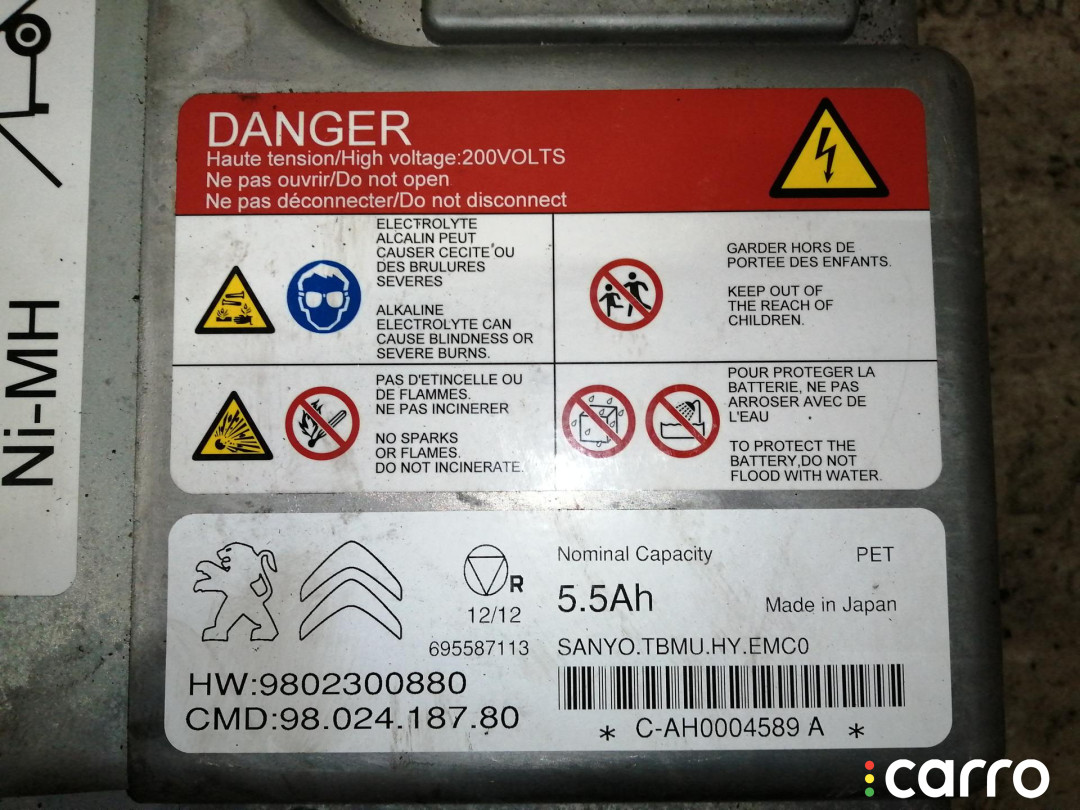 DANGER
Haute tension/High voltage:200VOLTS
Ne pas ouvrir/Do not open
Ne pas déconnecter/Do not disconnect
ELECTROLYTE
ALCALIN PEUT
CAUSER CECITE OU
DES BRULURES
SEVERES
ALKALINE
ELECTROLYTE CAN
CAUSE BLINDNESS OR
SEVERE BURNS.
GARDER HORS DE
PORTEE DES ENFANTS.
KEEP OUT OF
THE REACH OF
CHILDREN.
PAS D'ETINCELLE OU
DE FLAMMES.
NE PAS INCINERER
NO SPARKS
OR FLAMES.
DO NOT INCINERATE.
POUR PROTEGER LA
BATTERIE, NE PAS
ARROSER AVEC DE
L'EAU
TO PROTECT THE
BATTERY,DO NOT
FLOOD WITH WATER.
Ni-MH
R
12/12
695587113
HW:9802300880
CMD:98.024.187.80
Nominal Capacity
PET
5.5Ah
Made in Japan
SANYO.TBMU.HY.EMC0
* C-AH0004589 A *
carro